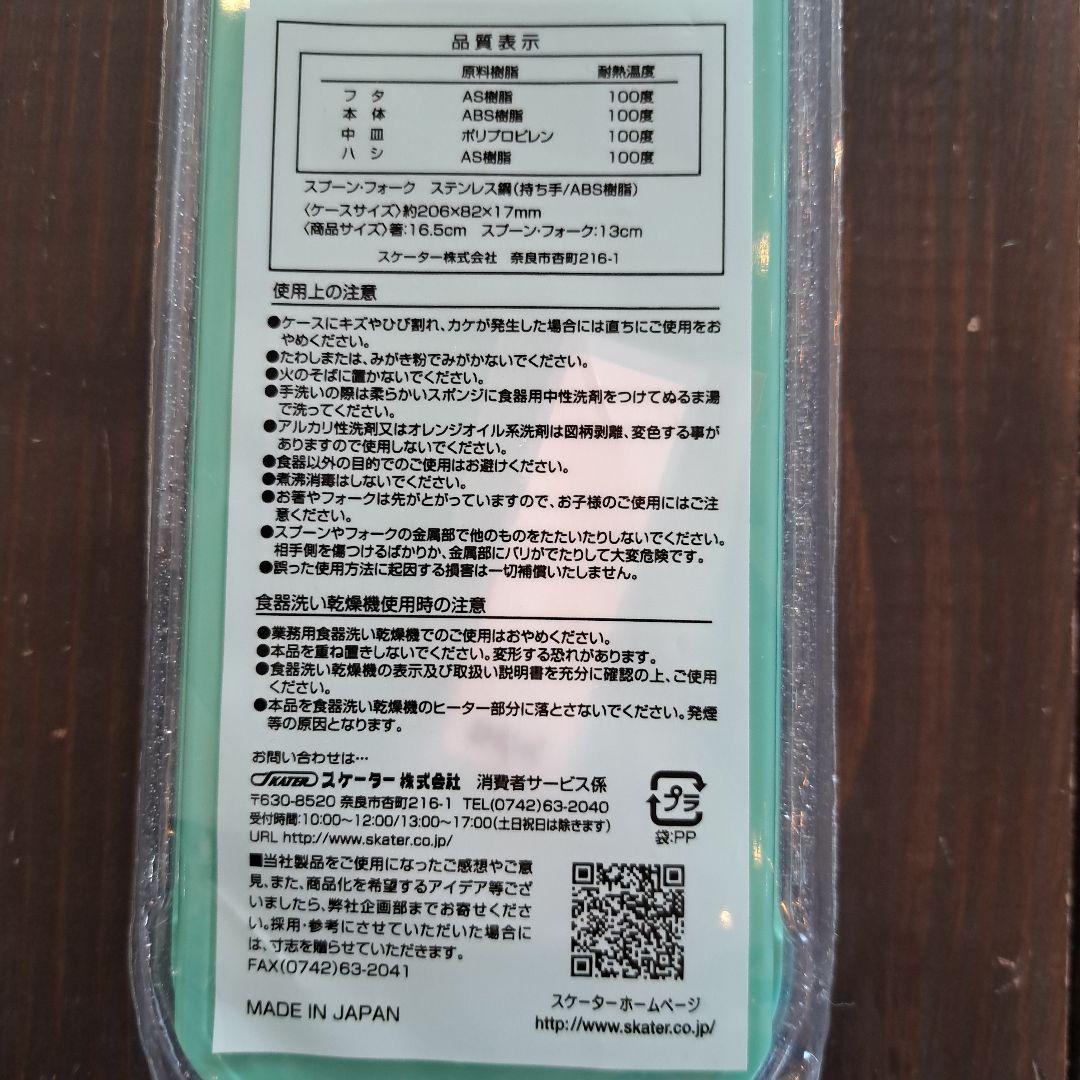 品質表示
原料樹脂 耐熱温度
フタ AS樹脂 100度
本体 ABS樹脂 100度
中皿 ポリプロピレン 100度
ハシ AS樹脂 100度
スプーン･フォーク ステンレス鋼(持ち手/ABS樹脂)
〈ケースサイズ〉約206×82×17mm
〈商品サイズ〉箸:16.5cm スプーン･フォーク:13cm
スケーター株式会社 奈良市杏町216-1
使用上の注意
●ケースにキズやひび割れ、カケが発生した場合には直ちにご使用をお
やめください。
●たわしまたは、みがき粉でみがかないでください。
●火のそばに置かないでください。
●手洗いの際は柔らかいスポンジに食器用中性洗剤をつけてぬるま湯
で洗ってください。
●アルカリ性洗剤又はオレンジオイル系洗剤は図柄剥離、変色する事が
ありますので使用しないでください。
●食器以外の目的でのご使用はお避けください。
●煮沸消毒はしないでください。
●お箸やフォークは先がとがっていますので、お子様のご使用にはご注
意ください。
●スプーンやフォークの金属部で他のものをたたいたりしないでください。
相手側を傷つけるばかりか、金属部にバリがでたりして大変危険です。
●誤った使用方法に起因する損害は一切補償いたしません。
食器洗い乾燥機使用時の注意
●業務用食器洗い乾燥機でのご使用はおやめください。
●本品を重ね置きしないでください。変形する恐れがあります。
●食器洗い乾燥機の表示及び取扱い説明書を充分に確認の上、ご使用
ください。
●本品を食器洗い乾燥機のヒーター部分に落とさないでください。発煙
等の原因となります。
お問い合わせは…
SKATER スケーター株式会社 消費者サービス係
〒630-8520 奈良市杏町216-1 TEL(0742)63-2040
受付時間:10:00～12:00/13:00～17:00(土日祝日は除きます)
URL http://www.skater.co.jp/
プラ
袋:PP
■当社製品をご使用になったご感想やご意
見、また、商品化を希望するアイデア等ござ
いましたら、弊社企画部までお寄せくださ
い。採用･参考にさせていただいた場合に
は、寸志を贈らせていただきます。
FAX(0742)63-2041
MADE IN JAPAN
スケーターホームページ
http://www.skater.co.jp/